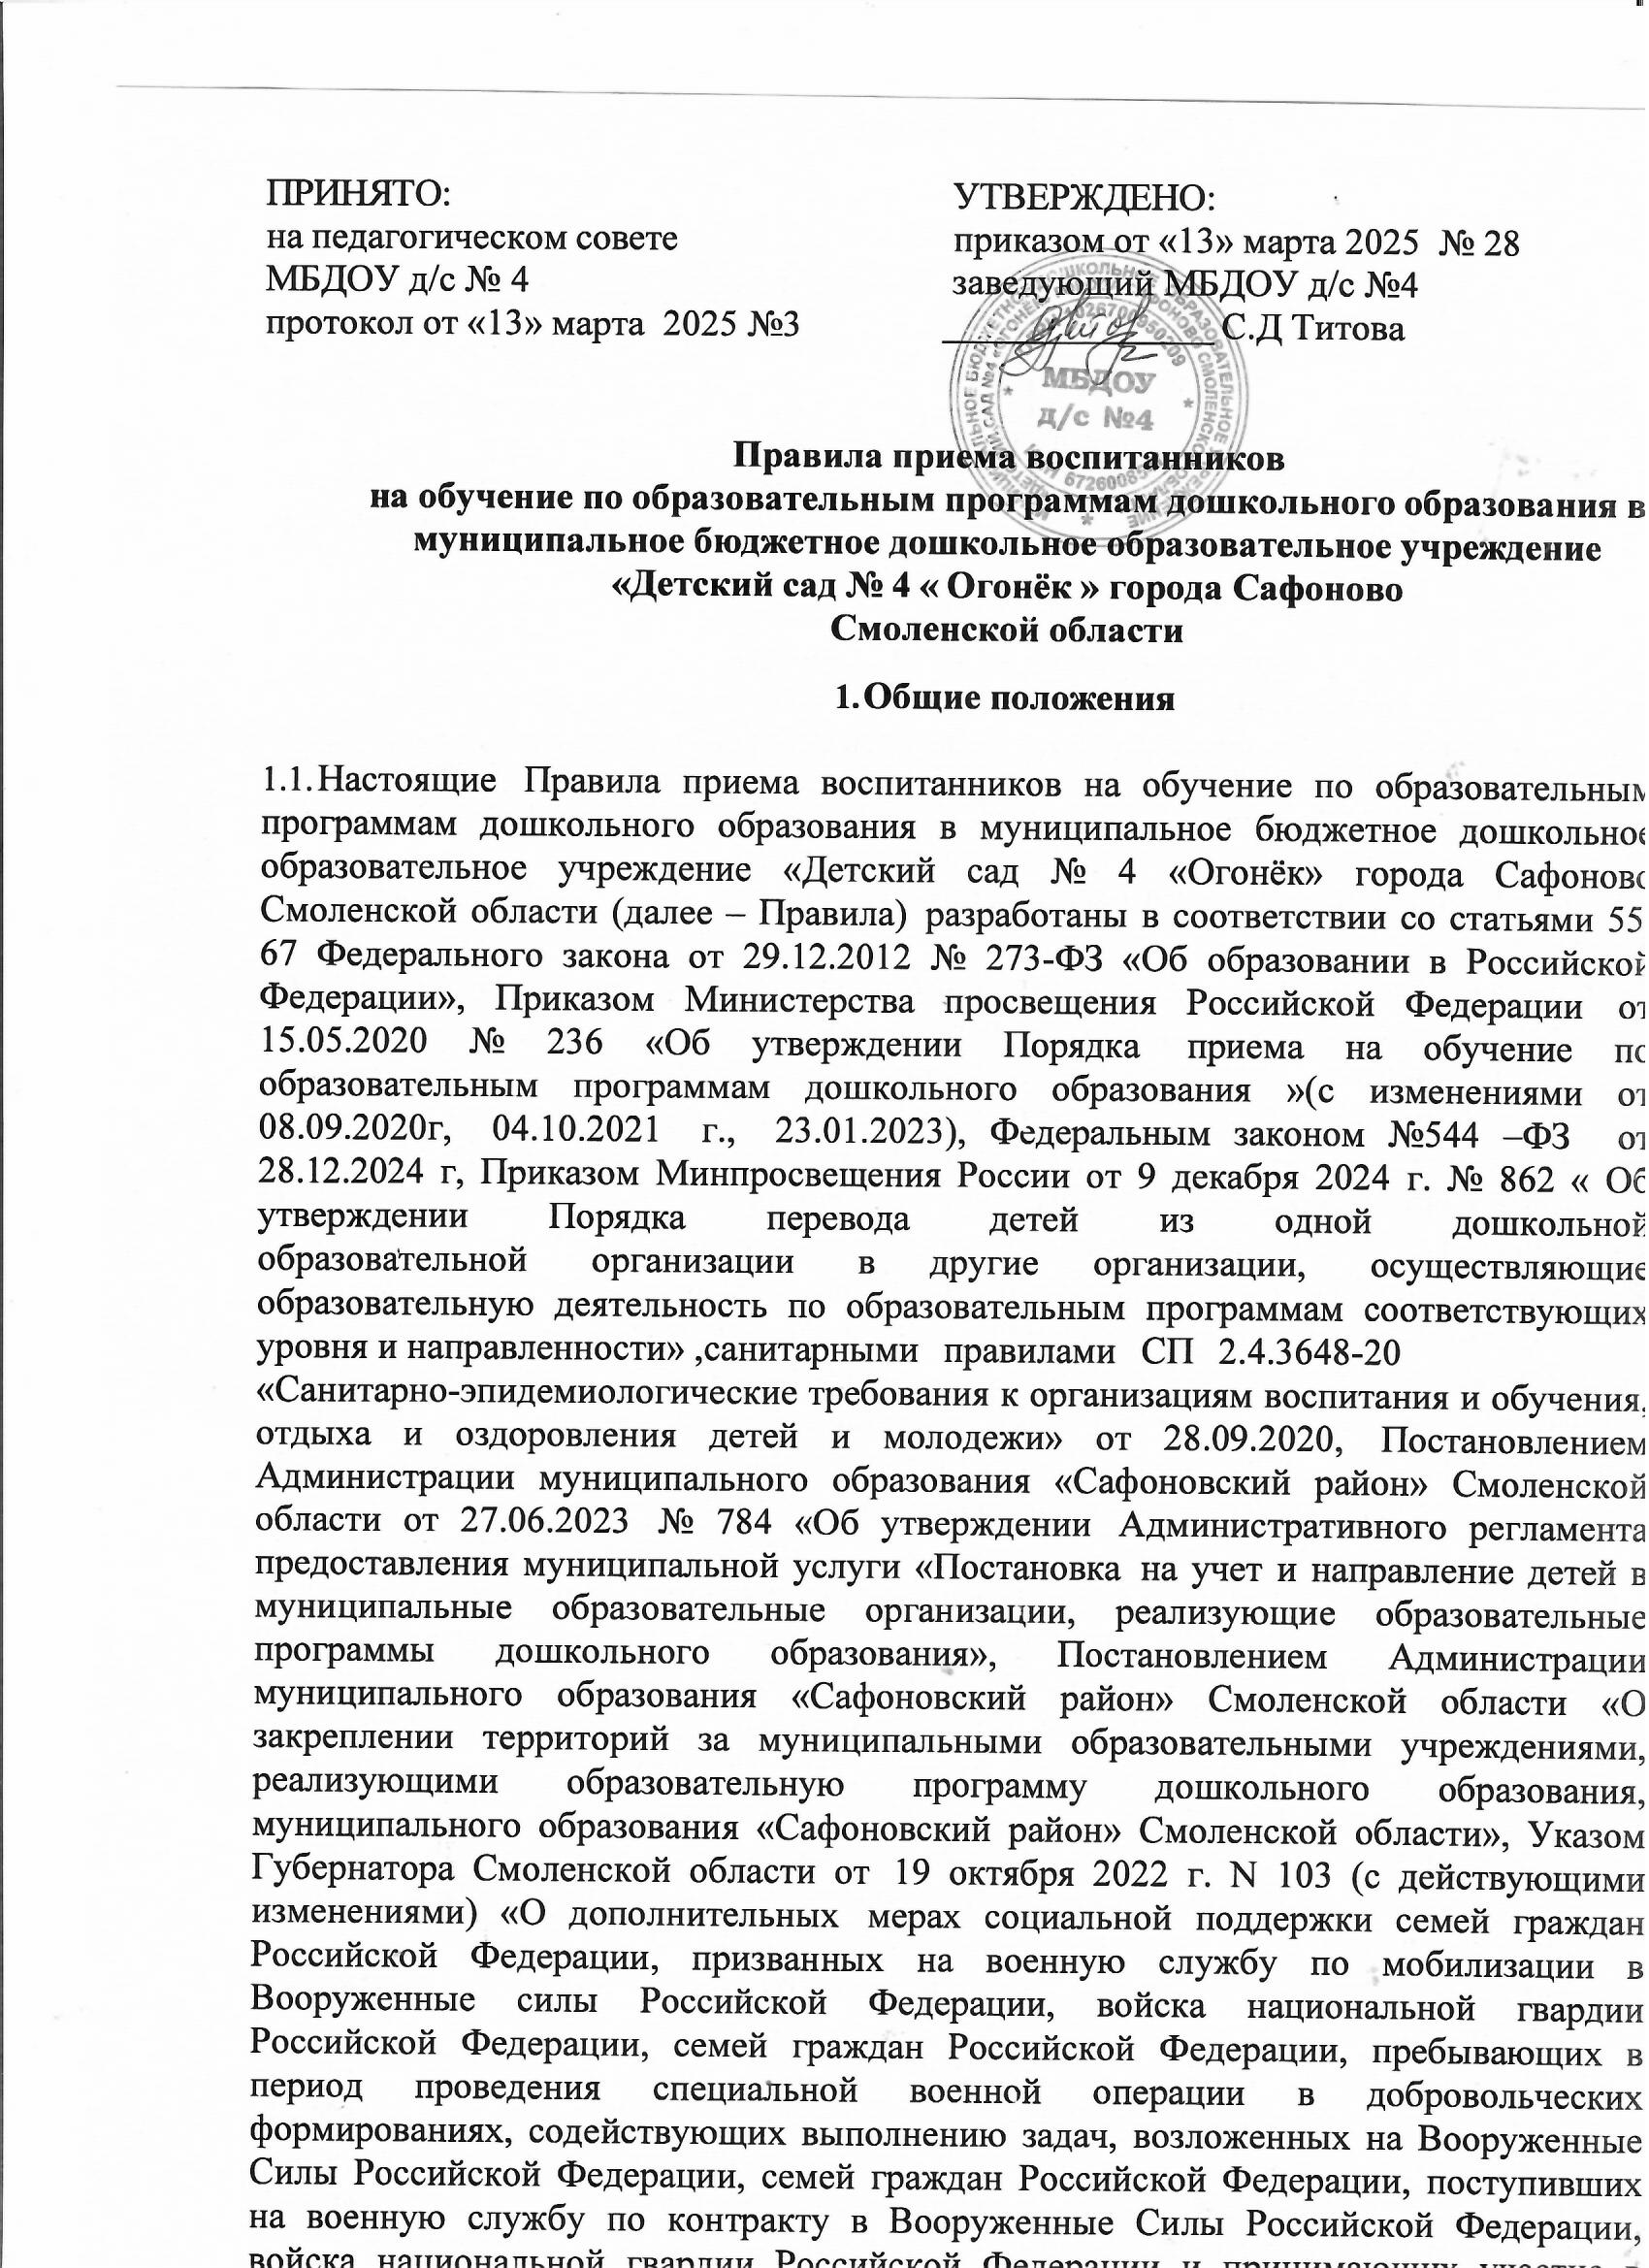 ПРИНЯТО:
на педагогическом совете
МБДОУ д/с № 4
протокол от «13» марта 2025 №3
УТВЕРЖДЕНО:
приказом от «13» марта 2025 № 28
заведующий МБДОУ д/с №4
С.Д Титова
МБДОУ
д/с №4
Правила приема воспитанников
на обучение по образовательным программам дошкольного образования в
муниципальное бюджетное дошкольное образовательное учреждение
«Детский сад № 4 « Огонёк » города Сафоново
Смоленской области
1.Общие положения
1.1.Настоящие Правила приема воспитанников на обучение по образовательным
программам дошкольного образования в муниципальное бюджетное дошкольное
образовательное учреждение «Детский сад № 4 «Огонёк» города Сафоново
Смоленской области (далее – Правила) разработаны в соответствии со статьями 55
67 Федерального закона от 29.12.2012 № 273-ФЗ «Об образовании в Российской
Федерации», Приказом Министерства просвещения Российской Федерации от
15.05.2020 № 236 «Об утверждении Порядка приема на обучение по
образовательным программам дошкольного образования »(с изменениями от
08.09.2020г, 04.10.2021 г., 23.01.2023), Федеральным законом №544 –ФЗ от
28.12.2024 г, Приказом Минпросвещения России от 9 декабря 2024 г. № 862 « Об
утверждении Порядка перевода детей из одной дошкольной
образовательной организации в другие организации, осуществляющие
образовательную деятельность по образовательным программам соответствующих
уровня и направленности» ,санитарными правилами СП 2.4.3648-20
«Санитарно-эпидемиологические требования к организациям воспитания и обучения,
отдыха и оздоровления детей и молодежи» от 28.09.2020, Постановлением
Администрации муниципального образования «Сафоновский район» Смоленской
области от 27.06.2023 № 784 «Об утверждении Административного регламента
предоставления муниципальной услуги «Постановка на учет и направление детей в
муниципальные образовательные организации, реализующие образовательные
программы дошкольного образования», Постановлением Администрации
муниципального образования «Сафоновский район» Смоленской области «О
закреплении территорий за муниципальными образовательными учреждениями,
реализующими образовательную программу дошкольного образования,
муниципального образования «Сафоновский район» Смоленской области», Указом
Губернатора Смоленской области от 19 октября 2022 г. N 103 (с действующими
изменениями) «О дополнительных мерах социальной поддержки семей граждан
Российской Федерации, призванных на военную службу по мобилизации в
Вооруженные силы Российской Федерации, войска национальной гвардии
Российской Федерации, семей граждан Российской Федерации, пребывающих в
период проведения специальной военной операции в добровольческих
формированиях, содействующих выполнению задач, возложенных на Вооруженные
Силы Российской Федерации, семей граждан Российской Федерации, поступивших
на военную службу по контракту в Вооруженные Силы Российской Федерации,
войска национальной гвардии Российской Федерации и принимающих участие